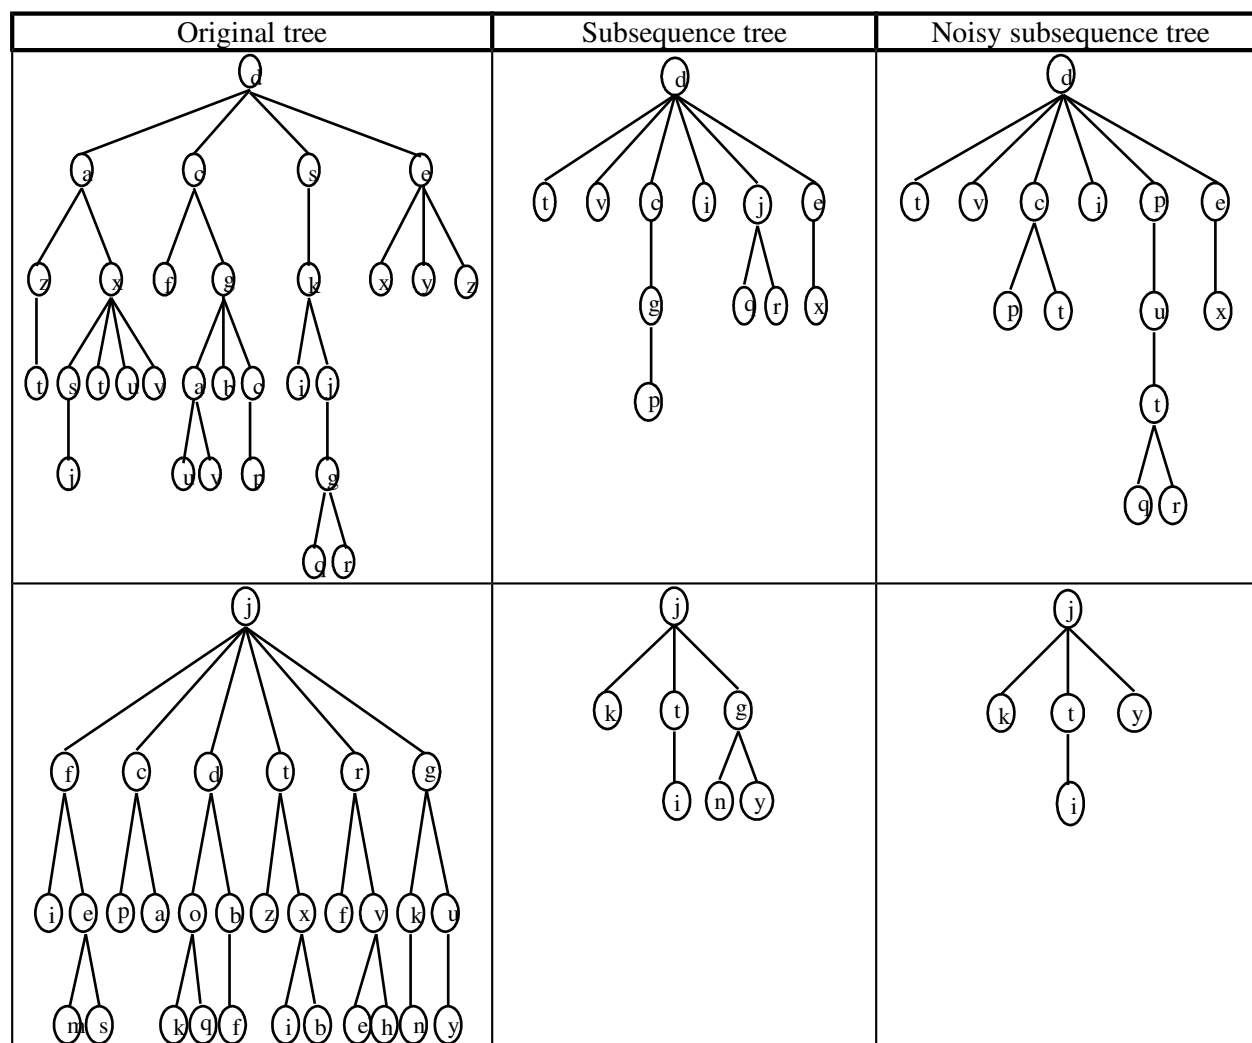 Original tree Subsequence tree Noisy subsequence tree
d d d
a c s e
t v c i j e
t v c i p e
z x f g k x y z
g q r x
p t u x
t s t u v a b c i j
p
t
j u v p g
q r
q r
j j j
k t g
k t y
f c d t r g
i n y
i
i e p a o b z x f v k u
m s k q f i b e h n y